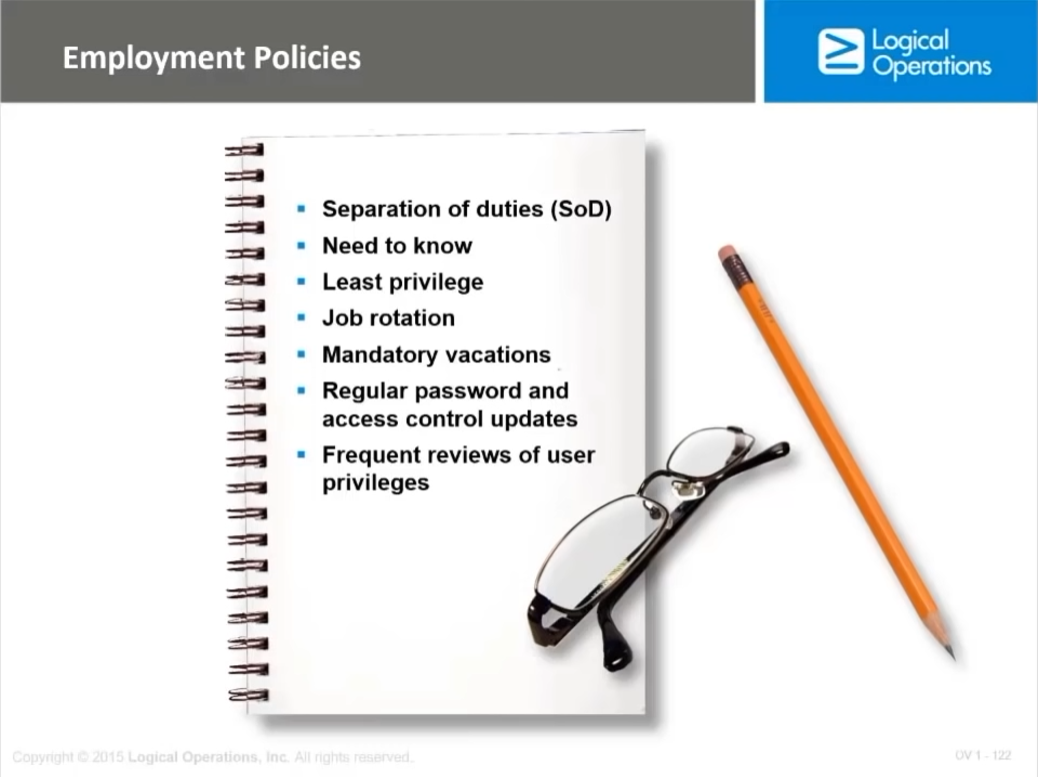 Employment Policies
Logical
Operations
Separation of duties (SoD)
Need to know
Least privilege
Job rotation
Mandatory vacations
Regular password and
access control updates
Frequent reviews of user
privileges
Copyright © 2015 Logical Operations, Inc. All rights reserved.
OV 1 - 122